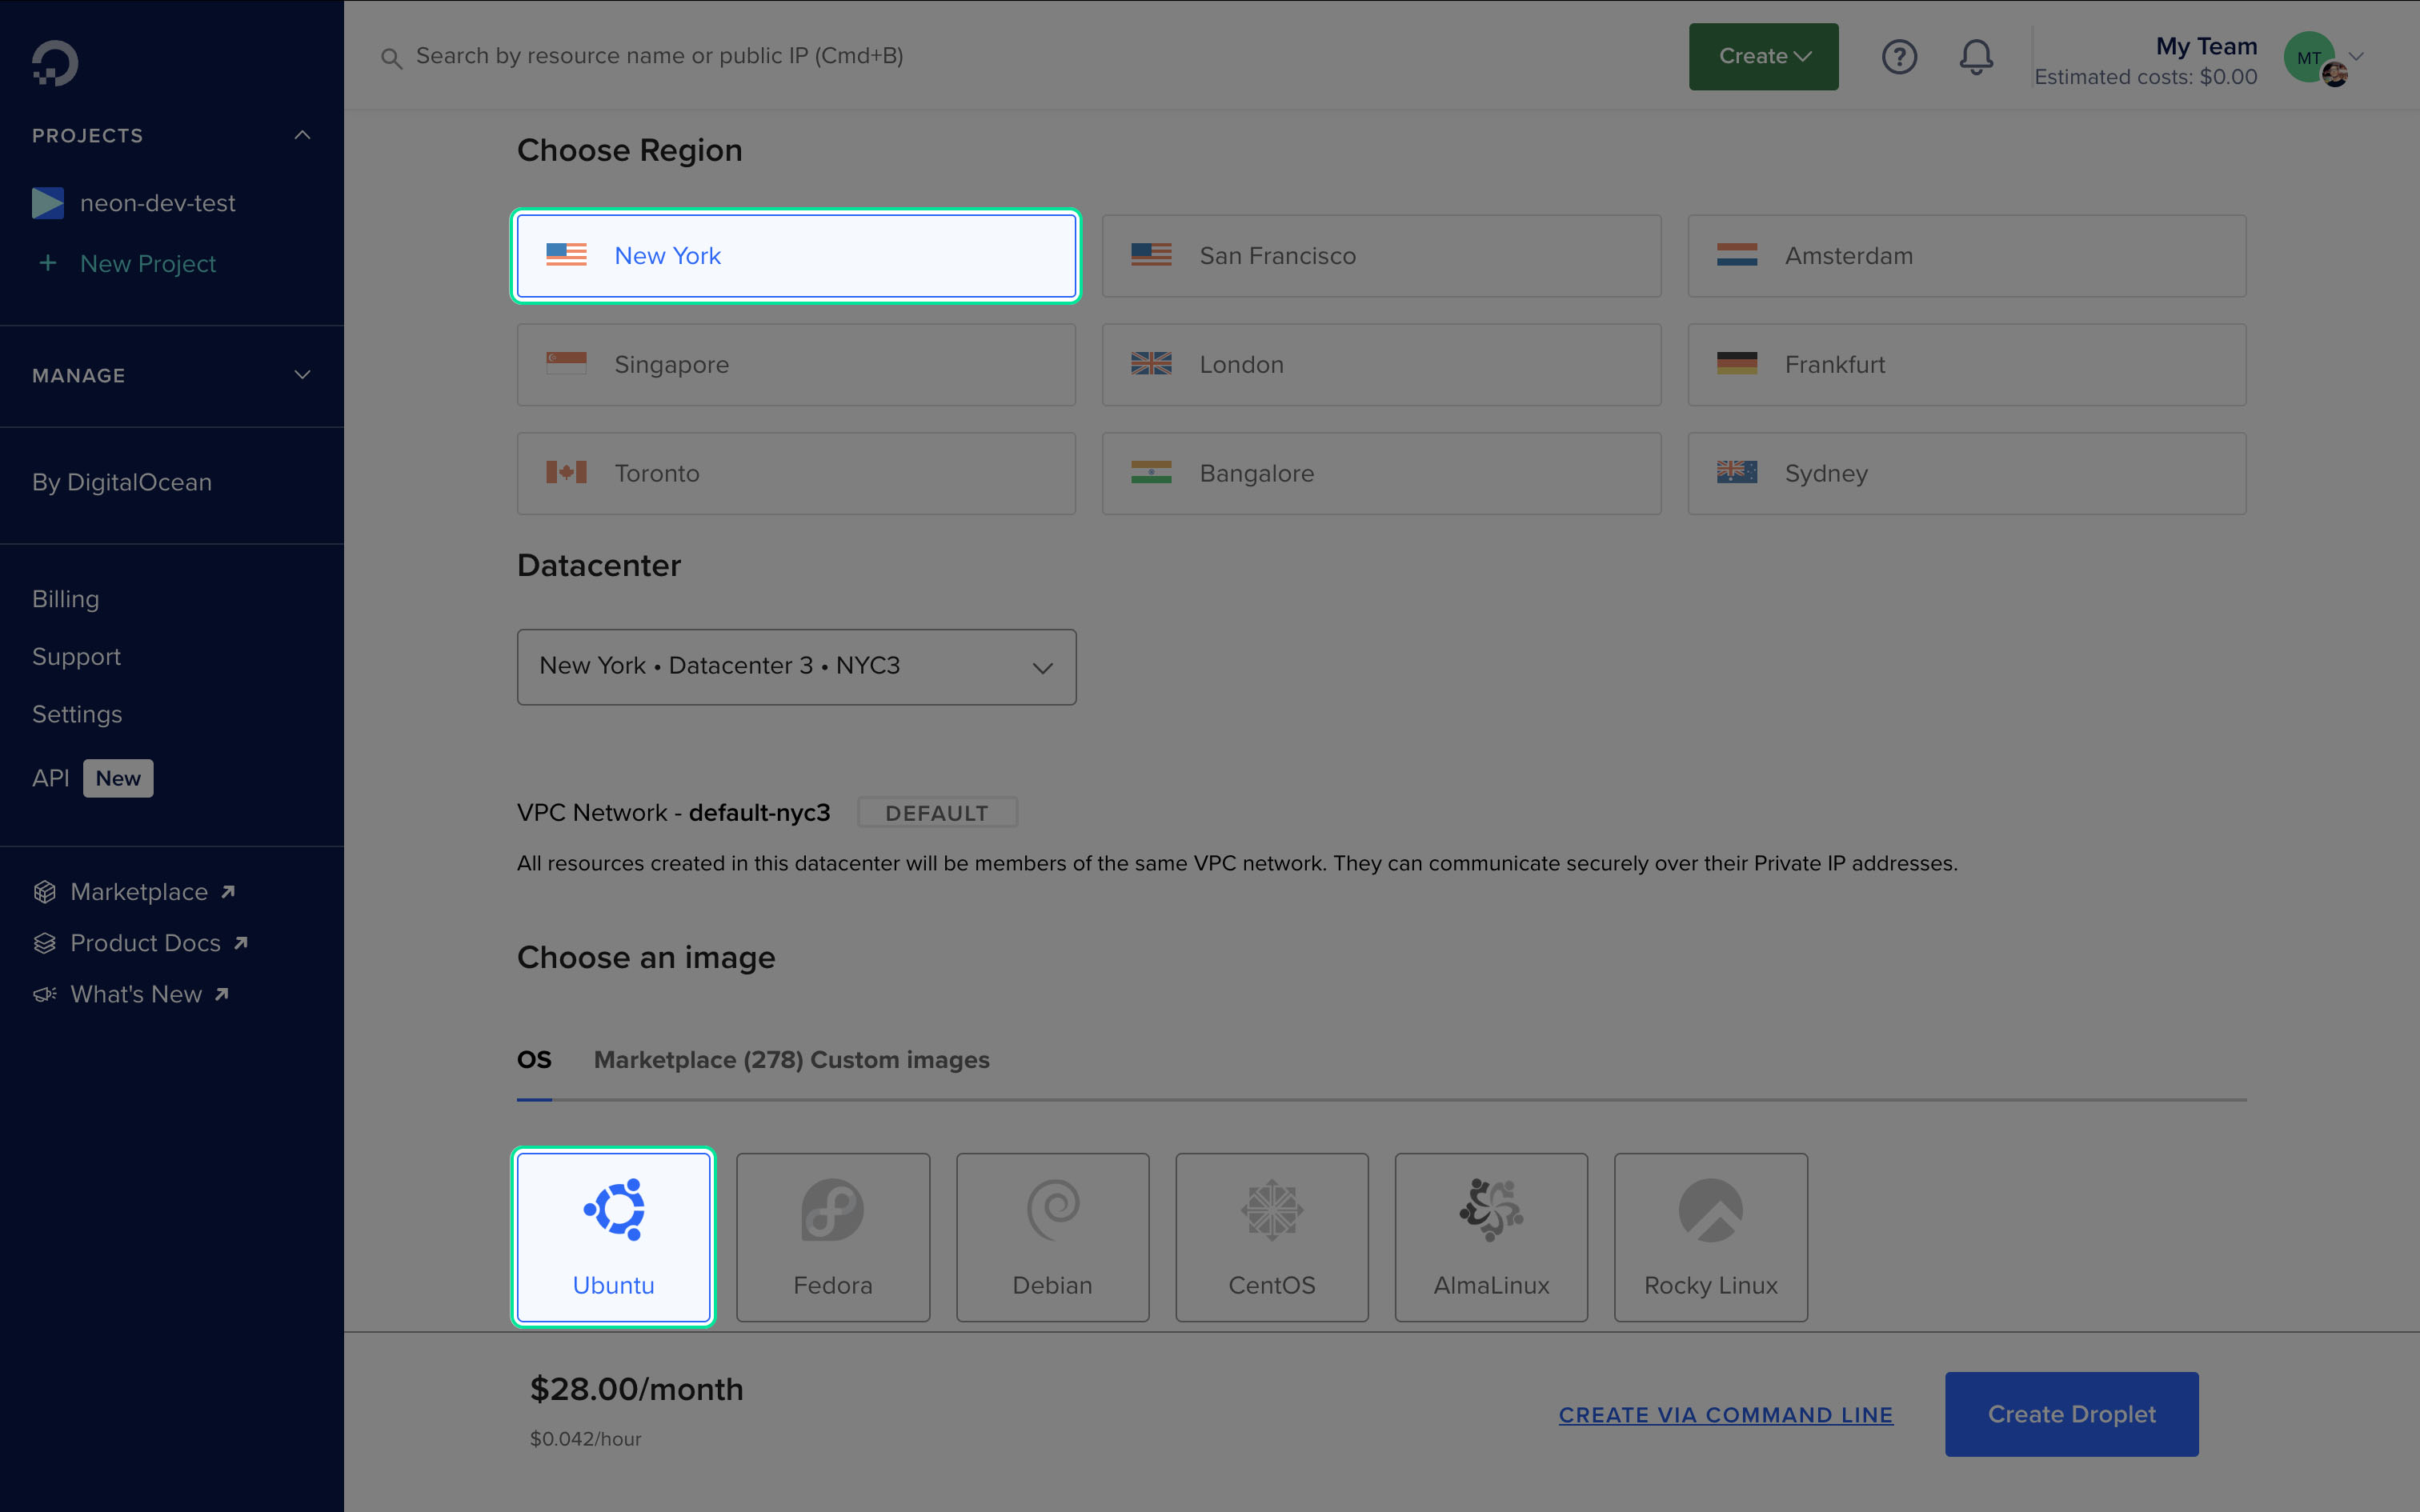 Search by resource name or public IP (Cmd+B)
Create
My Team
Estimated costs: $0.00
MT
PROJECTS
neon-dev-test
+ New Project
MANAGE
By DigitalOcean
Billing
Support
Settings
API New
Marketplace
Product Docs
What's New
Choose Region
New York
San Francisco
Amsterdam
Singapore
London
Frankfurt
Toronto
Bangalore
Sydney
Datacenter
New York • Datacenter 3 • NYC3
VPC Network - default-nyc3 DEFAULT
All resources created in this datacenter will be members of the same VPC network. They can communicate securely over their Private IP addresses.
Choose an image
OS Marketplace (278) Custom images
Ubuntu
Fedora
Debian
CentOS
AlmaLinux
Rocky Linux
$28.00/month
$0.042/hour
CREATE VIA COMMAND LINE
Create Droplet